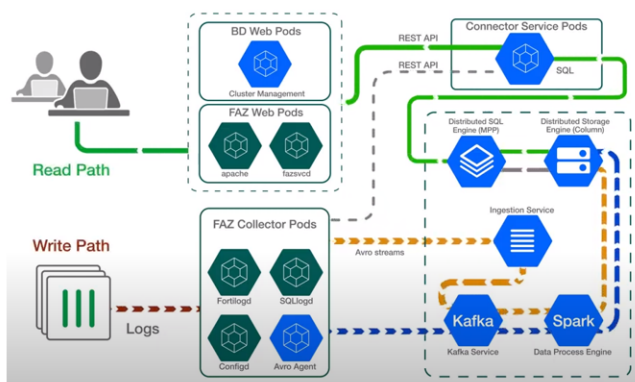 BD Web Pods
Cluster Management
FAZ Web Pods
apache
fazsvcd
REST API
REST API
Connector Service Pods
SQL
Read Path
Distributed SQL
Engine (MPP)
Distributed Storage
Engine (Column)
Ingestion Service
Write Path
FAZ Collector Pods
Avro streams
Fortilogd
SQLlogd
Logs
Configd
Avro Agent
Kafka
Kafka Service
Spark
Data Process Engine